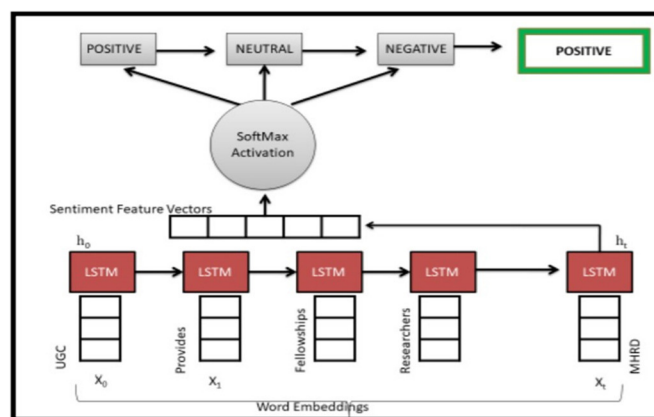 POSITIVE
NEUTRAL
NEGATIVE
POSITIVE
SoftMax
Activation
Sentiment Feature Vectors
h₀
hₜ
LSTM
LSTM
LSTM
LSTM
LSTM
UGC
Provides
Fellowships
Researchers
MHRD
X₀
X₁
Xₜ
Word Embeddings